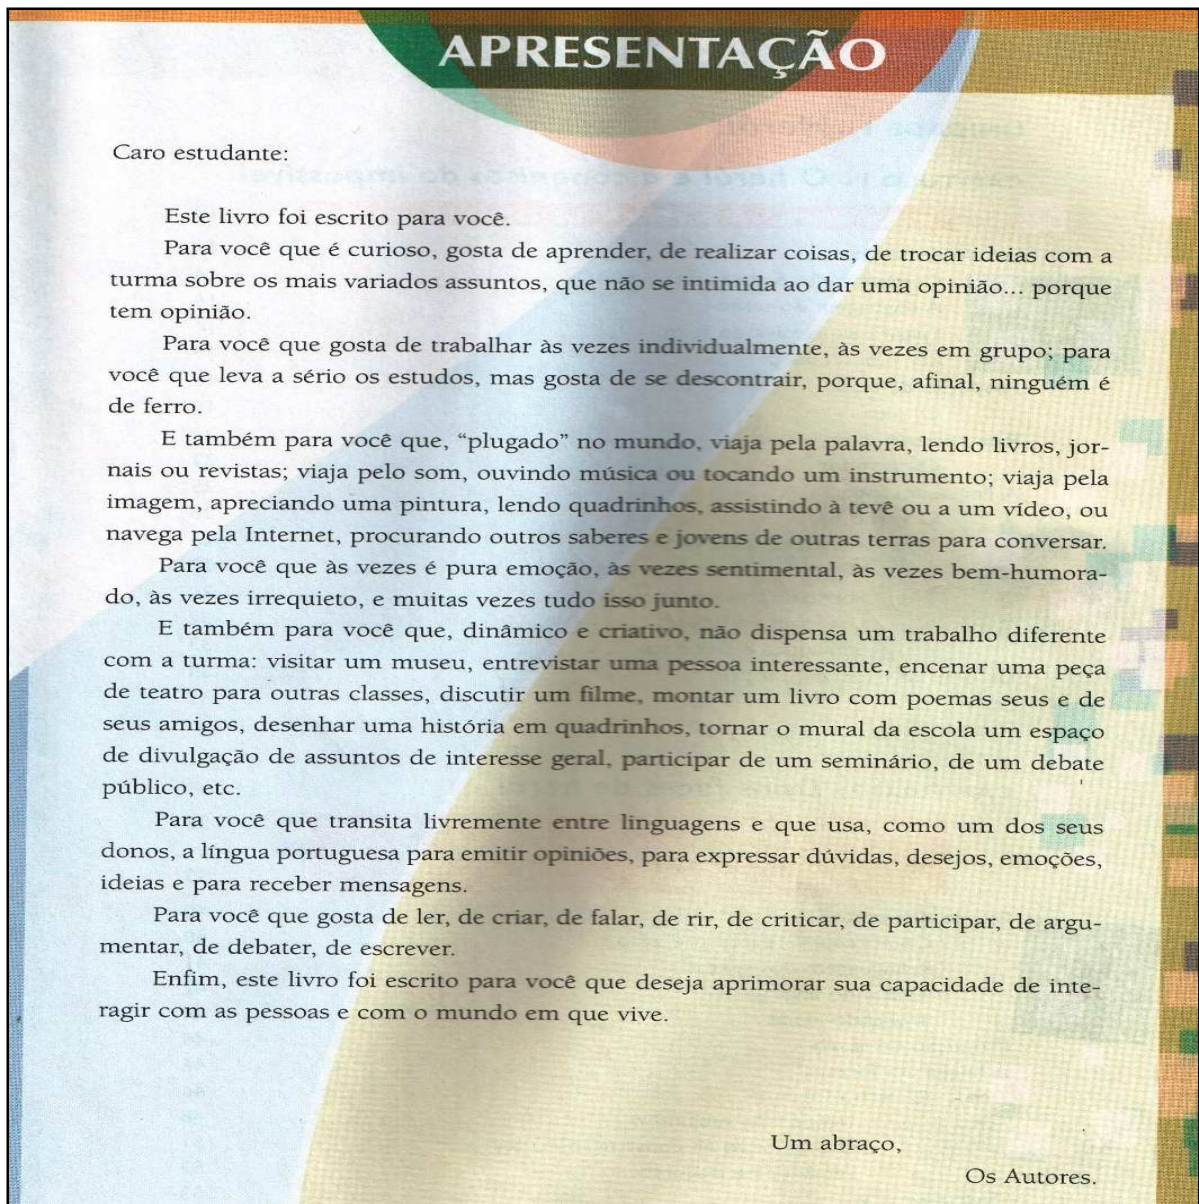 APRESENTAÇÃO
Caro estudante:
Este livro foi escrito para você.
Para você que é curioso, gosta de aprender, de realizar coisas, de trocar ideias com a
turma sobre os mais variados assuntos, que não se intimida ao dar uma opinião... porque
tem opinião.
Para você que gosta de trabalhar às vezes individualmente, às vezes em grupo; para
você que leva a sério os estudos, mas gosta de se descontrair, porque, afinal, ninguém é
de ferro.
E também para você que, “plugado” no mundo, viaja pela palavra, lendo livros, jor-
nais ou revistas; viaja pelo som, ouvindo música ou tocando um instrumento; viaja pela
imagem, apreciando uma pintura, lendo quadrinhos, assistindo à tevê ou a um vídeo, ou
navega pela Internet, procurando outros saberes e jovens de outras terras para conversar.
Para você que às vezes é pura emoção, às vezes sentimental, às vezes bem-humora-
do, às vezes irrequieto, e muitas vezes tudo isso junto.
E também para você que, dinâmico e criativo, não dispensa um trabalho diferente
com a turma: visitar um museu, entrevistar uma pessoa interessante, encenar uma peça
de teatro para outras classes, discutir um filme, montar um livro com poemas seus e de
seus amigos, desenhar uma história em quadrinhos, tornar o mural da escola um espaço
de divulgação de assuntos de interesse geral, participar de um seminário, de um debate
público, etc.
Para você que transita livremente entre linguagens e que usa, como um dos seus
donos, a língua portuguesa para emitir opiniões, para expressar dúvidas, desejos, emoções,
ideias e para receber mensagens.
Para você que gosta de ler, de criar, de falar, de rir, de criticar, de participar, de argu-
mentar, de debater, de escrever.
Enfim, este livro foi escrito para você que deseja aprimorar sua capacidade de inte-
ragir com as pessoas e com o mundo em que vive.
Um abraço,
Os Autores.